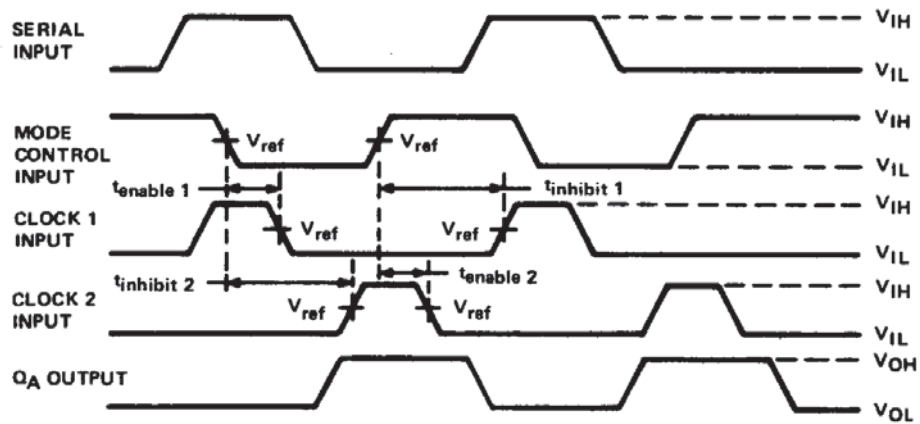 SERIAL INPUT
VIH
VIL
MODE CONTROL INPUT
Vref
Vref
VIH
VIL
tenable 1
tinhibit 1
CLOCK 1 INPUT
Vref
Vref
VIH
VIL
tinhibit 2
tenable 2
CLOCK 2 INPUT
Vref
Vref
VIH
VIL
QA OUTPUT
VOH
VOL